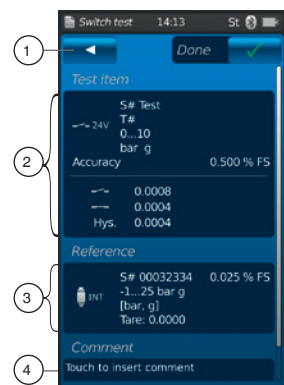 Switch test 14:13 St
1
Done
Test item
2
S# Test
24V T#
0...10
bar g
Accuracy 0.500 % FS
0.0008
0.0004
Hys. 0.0004
Reference
3
S# 00032334 0.025 % FS
INT -1...25 bar g
[bar, g]
Tare: 0.0000
Comment
4
Touch to insert comment